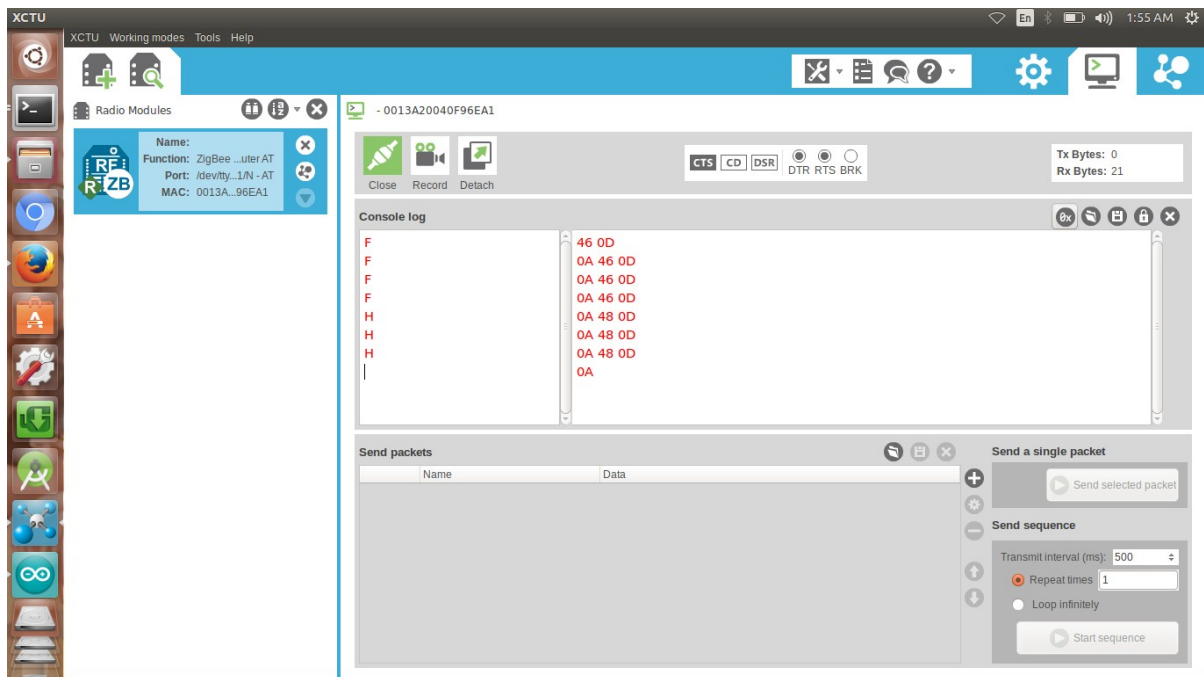 XCTU
En
1:55 AM
XCTU Working modes Tools Help
Radio Modules
- 0013A20040F96EA1
RF
R ZB
Name:
Function: ZigBee ...uter AT
Port: /dev/tty...1/N - AT
MAC: 0013A...96EA1
Close Record Detach
CTS CD DSR
DTR RTS BRK
Tx Bytes: 0
Rx Bytes: 21
Console log
0x
F 46 0D
F 0A 46 0D
F 0A 46 0D
F 0A 46 0D
H 0A 48 0D
H 0A 48 0D
H 0A 48 0D
0A
Send packets
Name Data
Send a single packet
Send selected packet
Send sequence
Transmit interval (ms): 500
Repeat times 1
Loop infinitely
Start sequence